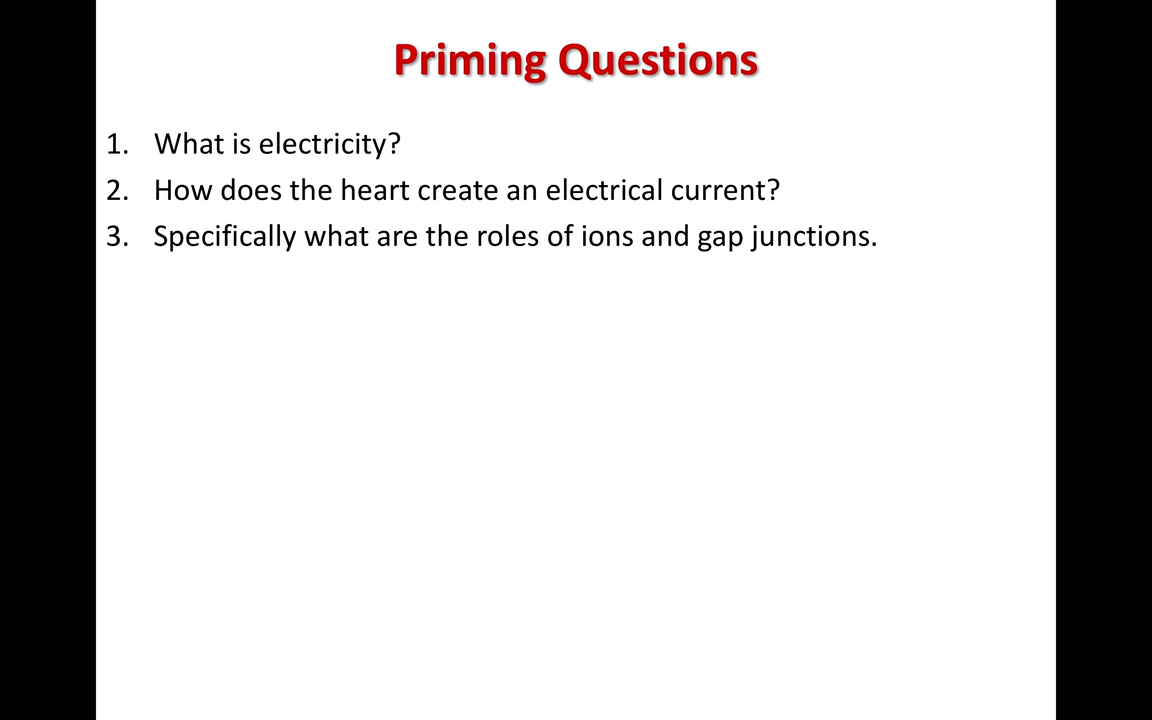 Priming Questions
1. What is electricity?
2. How does the heart create an electrical current?
3. Specifically what are the roles of ions and gap junctions.